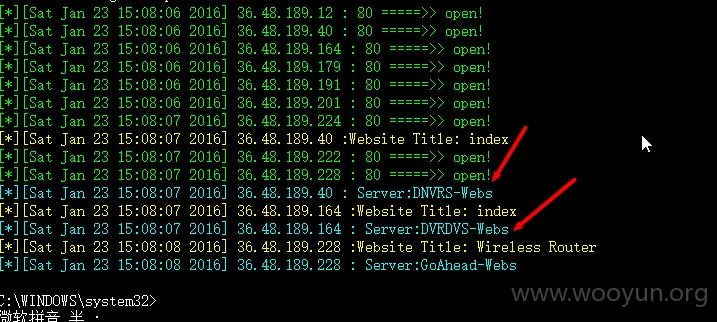 [*][Sat Jan 23 15:08:06 2016] 36.48.189.12 : 80 =====>> open!
[*][Sat Jan 23 15:08:06 2016] 36.48.189.40 : 80 =====>> open!
[*][Sat Jan 23 15:08:06 2016] 36.48.189.164 : 80 =====>> open!
[*][Sat Jan 23 15:08:06 2016] 36.48.189.179 : 80 =====>> open!
[*][Sat Jan 23 15:08:06 2016] 36.48.189.191 : 80 =====>> open!
[*][Sat Jan 23 15:08:06 2016] 36.48.189.201 : 80 =====>> open!
[*][Sat Jan 23 15:08:07 2016] 36.48.189.224 : 80 =====>> open!
[*][Sat Jan 23 15:08:07 2016] 36.48.189.40 :Website Title: index
[*][Sat Jan 23 15:08:07 2016] 36.48.189.222 : 80 =====>> open!
[*][Sat Jan 23 15:08:07 2016] 36.48.189.228 : 80 =====>> open!
[*][Sat Jan 23 15:08:07 2016] 36.48.189.40 : Server:DNVRS-Webs
[*][Sat Jan 23 15:08:07 2016] 36.48.189.164 :Website Title: index
[*][Sat Jan 23 15:08:07 2016] 36.48.189.164 : Server:DVRDVS-Webs
[*][Sat Jan 23 15:08:07 2016] 36.48.189.228 :Website Title: Wireless Router
[*][Sat Jan 23 15:08:08 2016] 36.48.189.228 : Server:GoAhead-Webs
C:\WINDOWS\system32>
微软拼音 半 :
www.wooyun.org